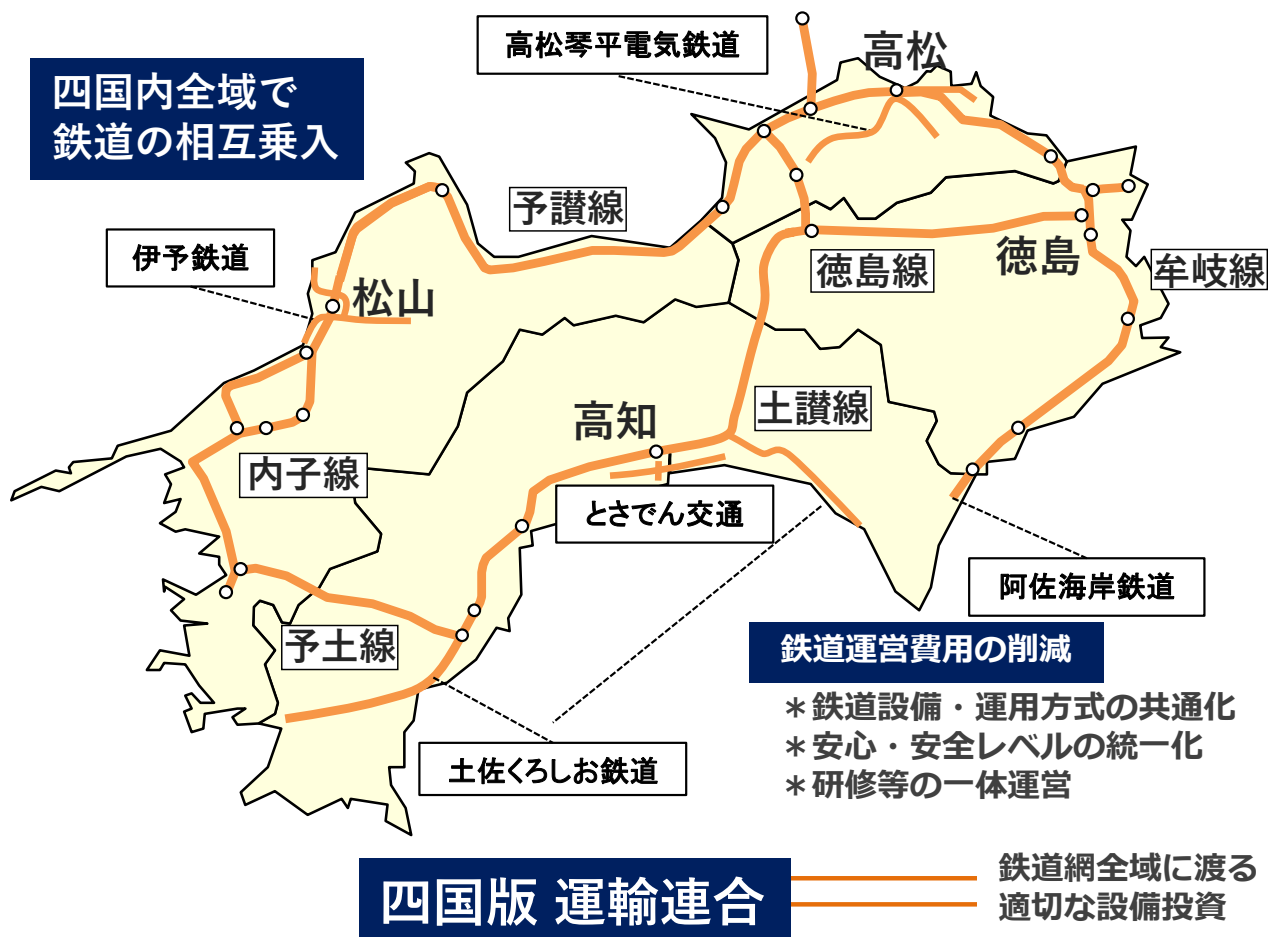 高松琴平電気鉄道
高松
四国内全域で
鉄道の相互乗入
予讃線
伊予鉄道
松山
徳島
徳島線
牟岐線
高知
土讃線
内子線
とさでん交通
阿佐海岸鉄道
予土線
鉄道運営費用の削減
＊鉄道設備・運用方式の共通化
＊安心・安全レベルの統一化
＊研修等の一体運営
土佐くろしお鉄道
四国版 運輸連合
鉄道網全域に渡る
適切な設備投資